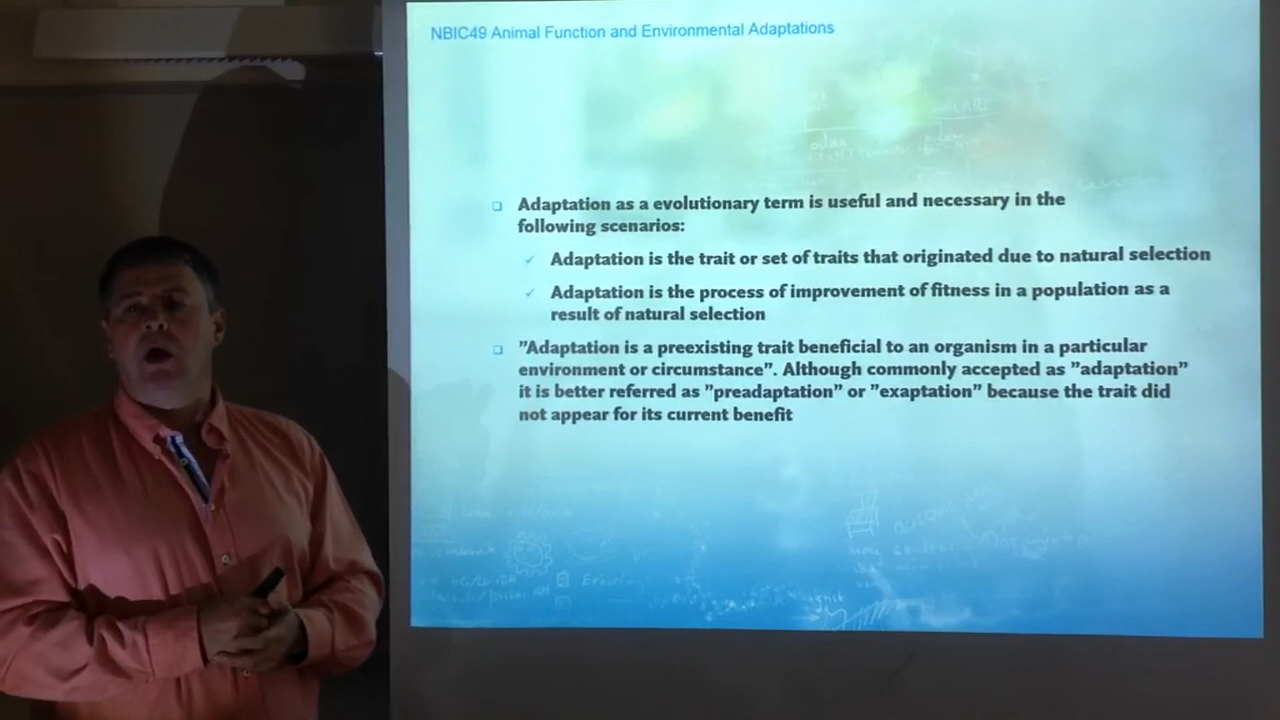 NBIC49 Animal Function and Environmental Adaptations
Adaptation as a evolutionary term is useful and necessary in the
following scenarios:
Adaptation is the trait or set of traits that originated due to natural selection
Adaptation is the process of improvement of fitness in a population as a
result of natural selection
”Adaptation is a preexisting trait beneficial to an organism in a particular
environment or circumstance”. Although commonly accepted as ”adaptation”
it is better referred as ”preadaptation” or ”exaptation” because the trait did
not appear for its current benefit